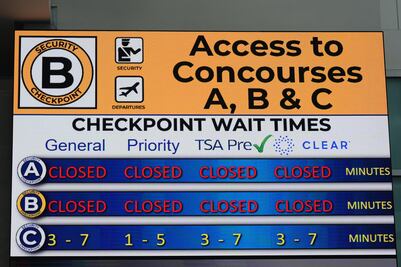 SECURITY
B
CHECKPOINT
SECURITY
DEPARTURES
Access to
Concourses
A, B & C
CHECKPOINT WAIT TIMES
General Priority TSA Pre✓ CLEAR
A CLOSED CLOSED CLOSED CLOSED MINUTES
B CLOSED CLOSED CLOSED CLOSED MINUTES
C 3 - 7 1 - 5 3 - 7 3 - 7 MINUTES